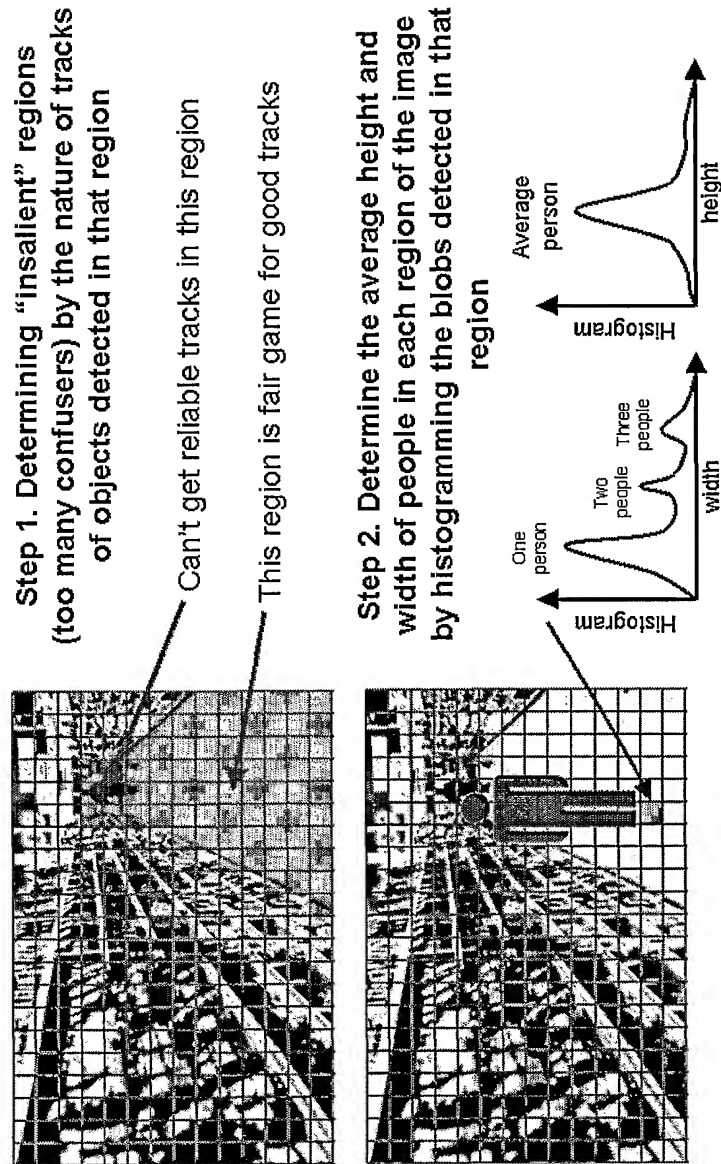 Step 1. Determining “insalient” regions
(too many confusers) by the nature of tracks
of objects detected in that region
Can't get reliable tracks in this region
This region is fair game for good tracks
Step 2. Determine the average height and
width of people in each region of the image
by histogramming the blobs detected in that
region
Histogram
One
person
Two
people
Three
people
width
Histogram
Average
person
height